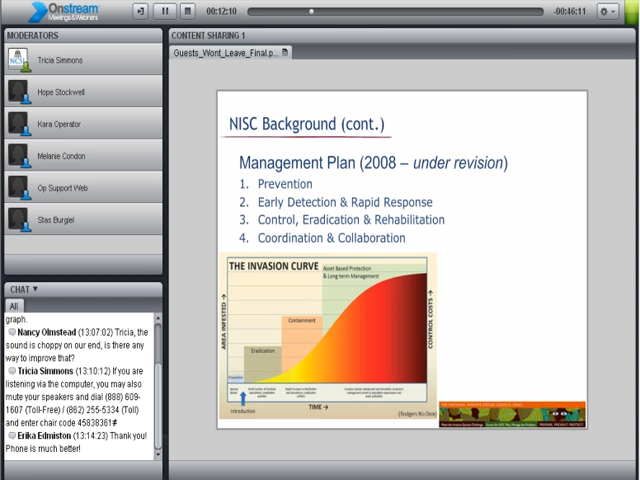 Onstream
Meetings&Webinars
00:12:10
-00:46:11
MODERATORS
Tricia Simmons
Hope Stockwell
Kara Operator
Melanie Condon
Op Support Web
Stas Burgiel
CHAT
All
graph.
Nancy Olmstead (13:07:02) Tricia, the
sound is choppy on our end, is there any
way to improve that?
Tricia Simmons (13:10:12) If you are
listening via the computer, you may also
mute your speakers and dial (888) 609-
1607 (Toll-Free) / (862) 255-5334 (Toll)
and enter chair code 45838361#
Erika Edmiston (13:14:23) Thank you!
Phone is much better!
CONTENT SHARING 1
Guests_Wont_Leave_Final.p...
NISC Background (cont.)
Management Plan (2008 – under revision)
1. Prevention
2. Early Detection & Rapid Response
3. Control, Eradication & Rehabilitation
4. Coordination & Collaboration
THE INVASION CURVE
Asset Based Protection
& Long-term Management
Containment
Eradication
Prevention
AREA INFESTED
CONTROL COSTS
Introduction
TIME
(Rodgers No Date)